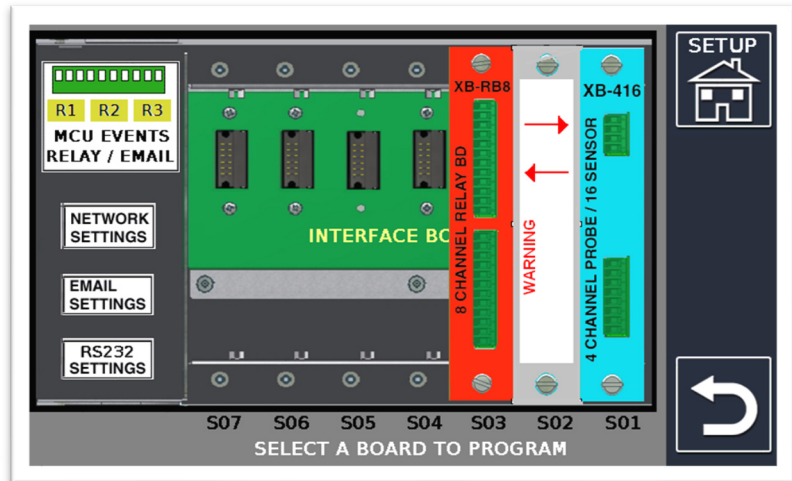 R1 R2 R3
MCU EVENTS
RELAY / EMAIL
NETWORK
SETTINGS
EMAIL
SETTINGS
RS232
SETTINGS
INTERFACE BC
XB-RB8
8 CHANNEL RELAY BD
WARNING
XB-416
4 CHANNEL PROBE / 16 SENSOR
SETUP
S07 S06 S05 S04 S03 S02 S01
SELECT A BOARD TO PROGRAM